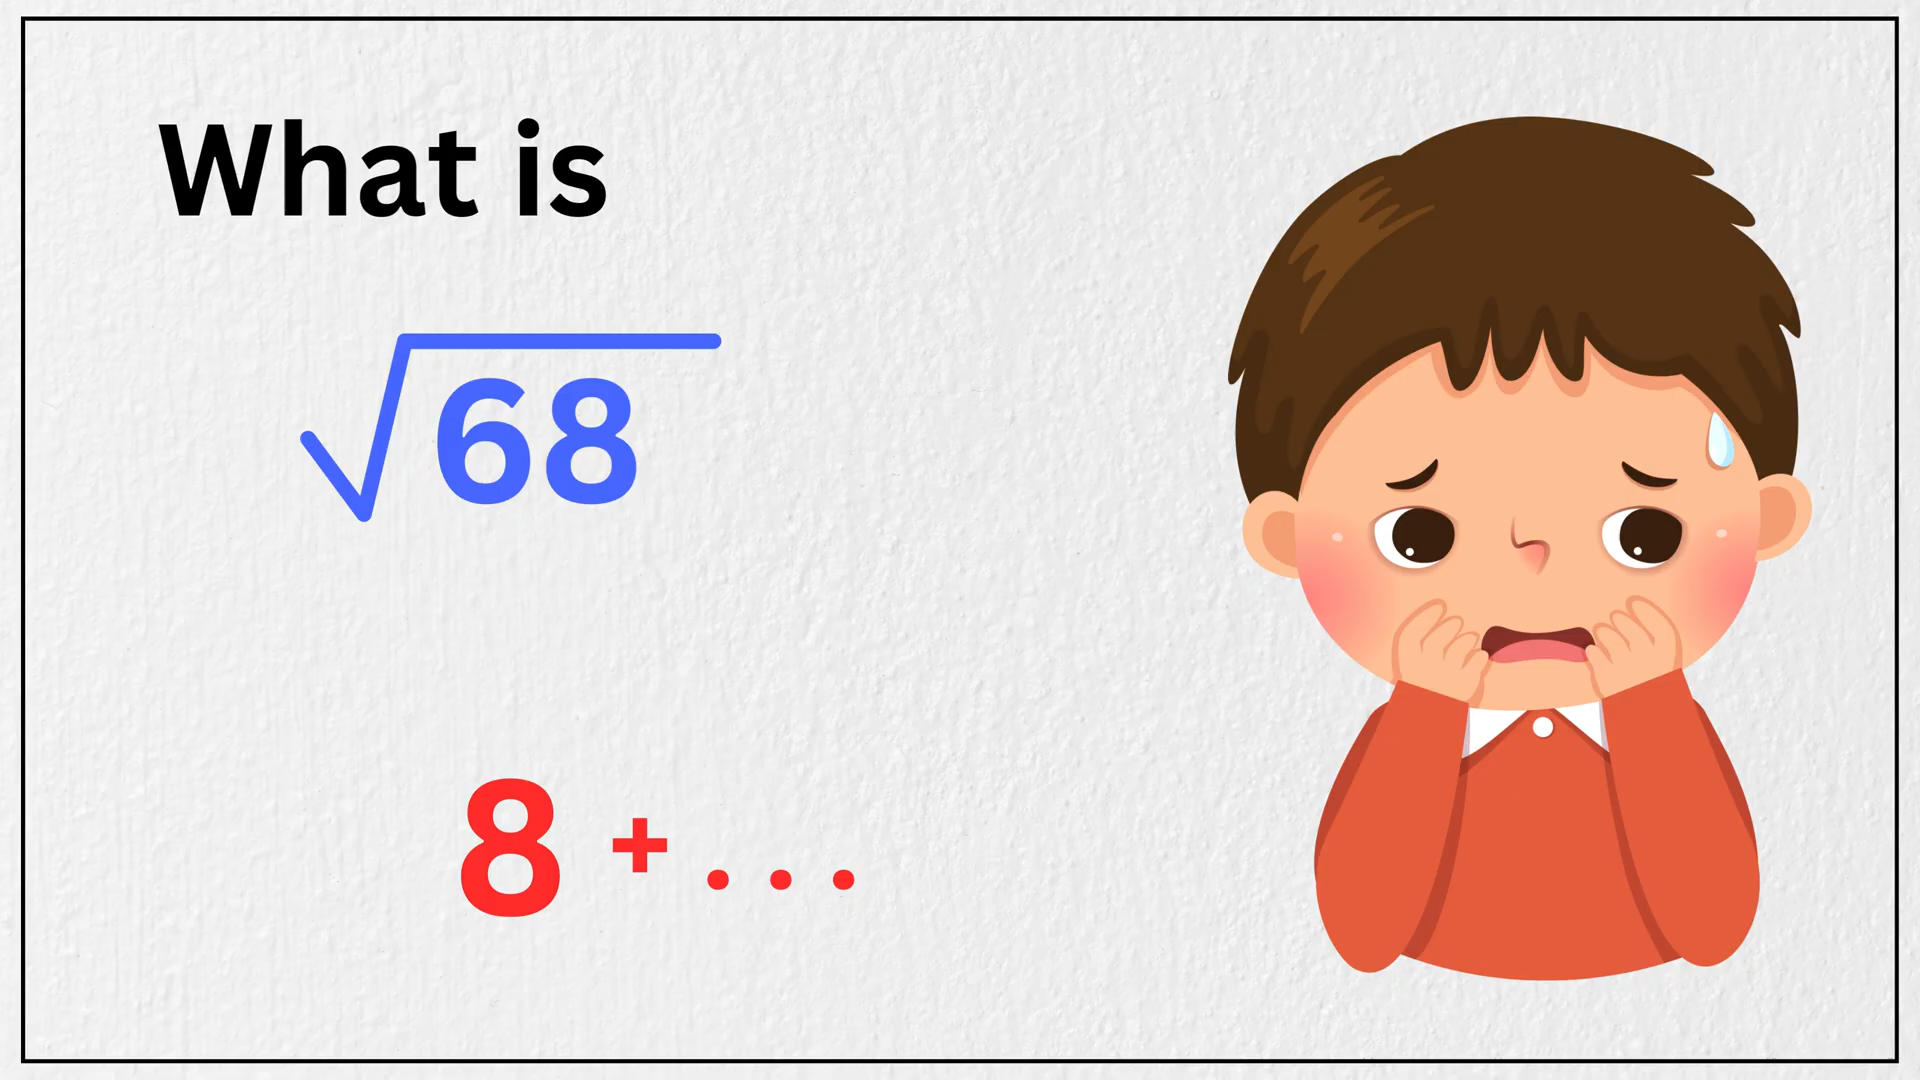 What is
√68
8 + . . .